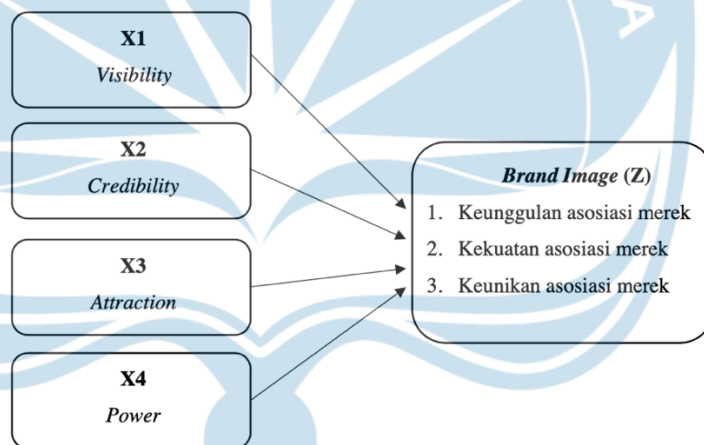 X1
Visibility
X2
Credibility
X3
Attraction
X4
Power
Brand Image (Z)
1. Keunggulan asosiasi merek
2. Kekuatan asosiasi merek
3. Keunikan asosiasi merek
A